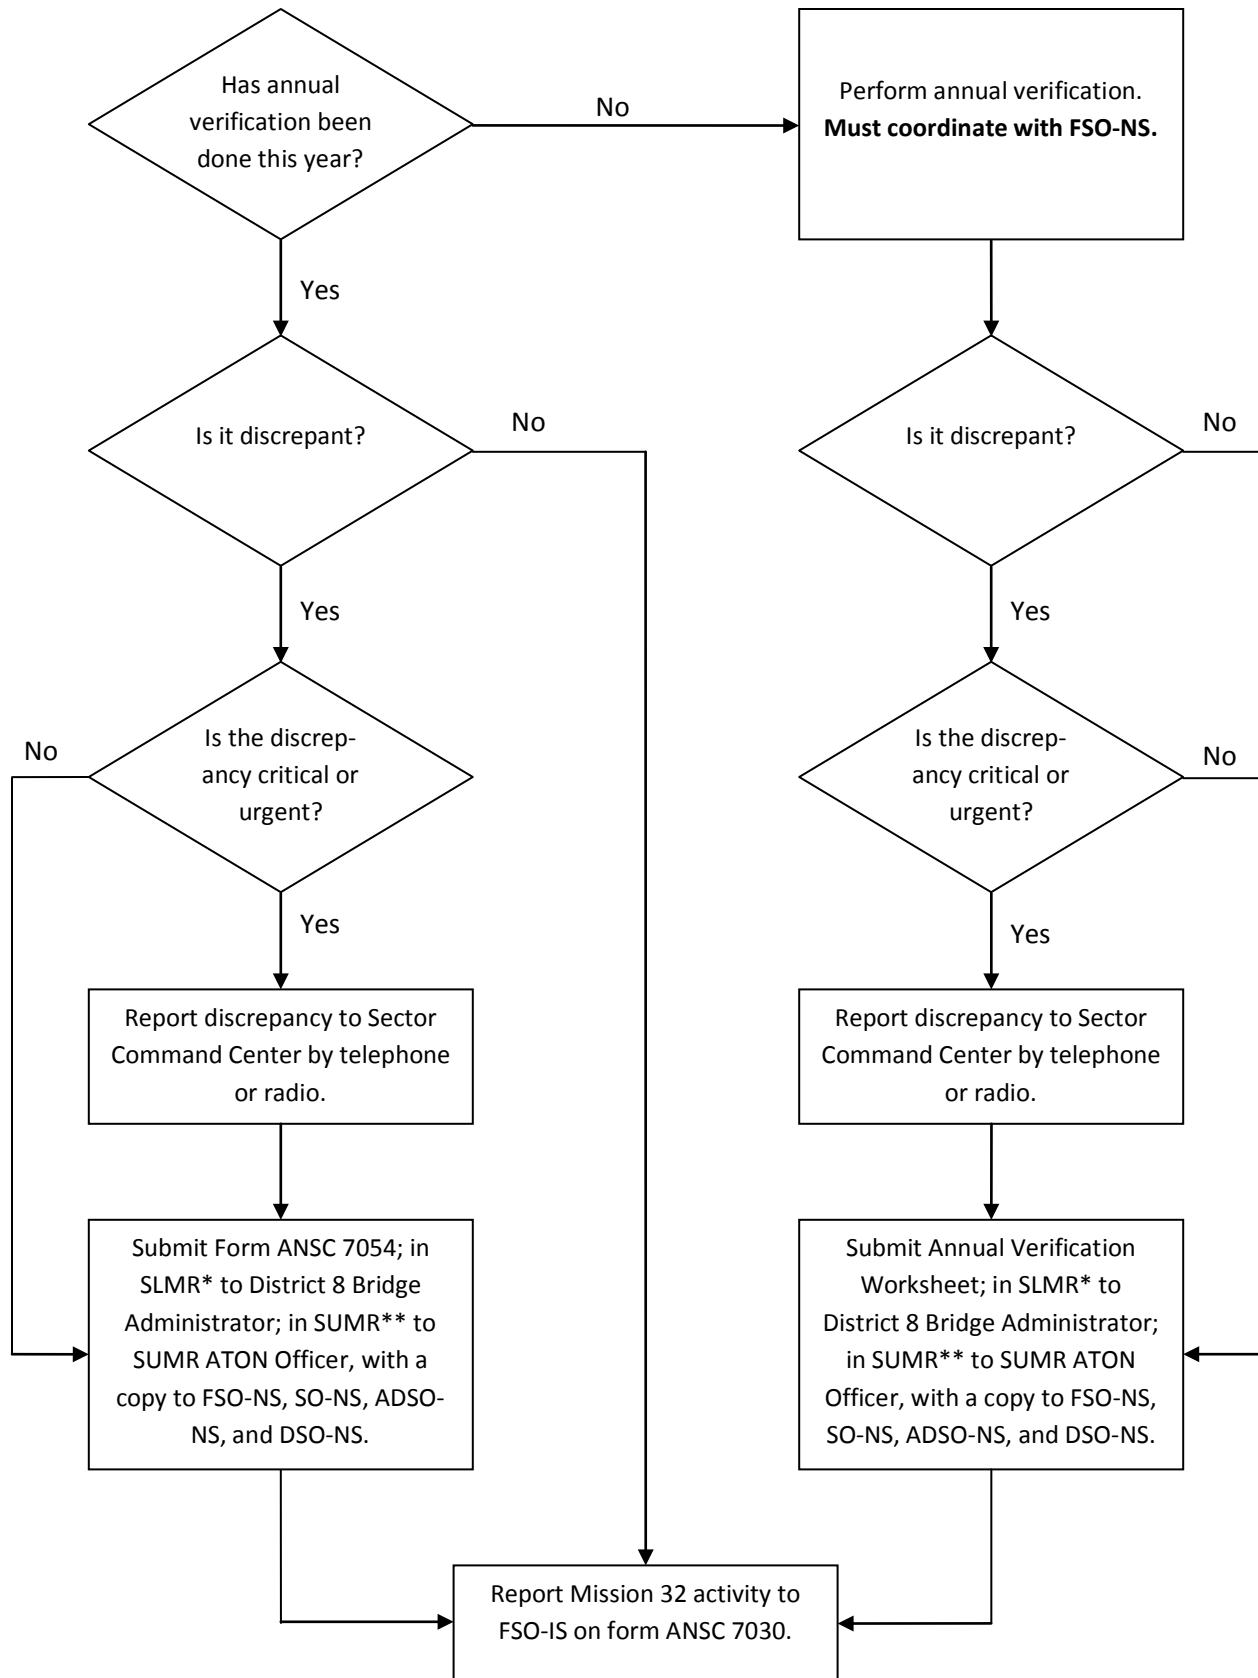 Has annual
verification been
done this year?
No
Perform annual verification.
Must coordinate with FSO-NS.
Yes
Is it discrepant?
No
Is it discrepant?
No
Yes
Yes
No
Is the discrep-
ancy critical or
urgent?
Is the discrep-
ancy critical or
urgent?
No
Yes
Yes
Report discrepancy to Sector
Command Center by telephone
or radio.
Report discrepancy to Sector
Command Center by telephone
or radio.
Submit Form ANSC 7054; in
SLMR* to District 8 Bridge
Administrator; in SUMR** to
SUMR ATON Officer, with a
copy to FSO-NS, SO-NS, ADSO-
NS, and DSO-NS.
Submit Annual Verification
Worksheet; in SLMR* to
District 8 Bridge Administrator;
in SUMR** to SUMR ATON
Officer, with a copy to FSO-NS,
SO-NS, ADSO-NS, and DSO-NS.
Report Mission 32 activity to
FSO-IS on form ANSC 7030.